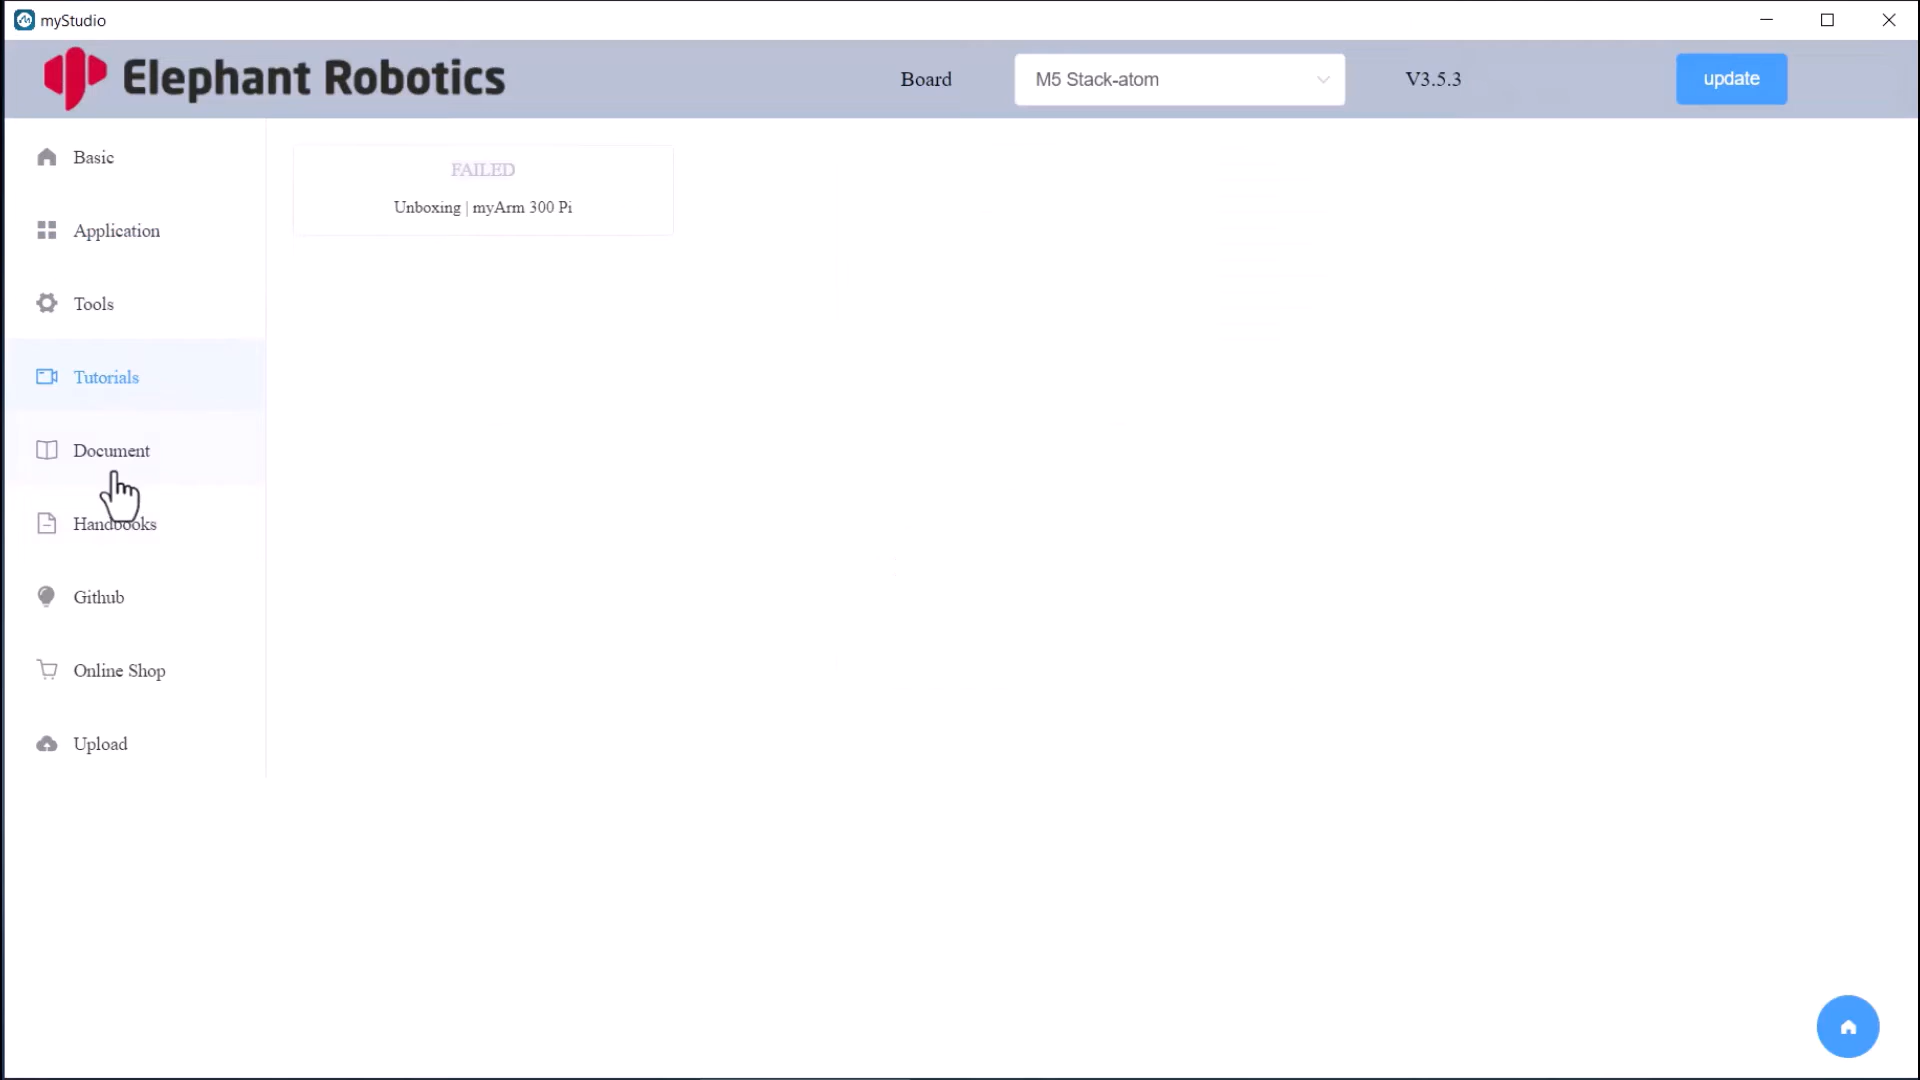 myStudio
Elephant Robotics
Board
M5 Stack-atom
V3.5.3
update
Basic
Application
Tools
Tutorials
Document
Handbooks
Github
Online Shop
Upload
FAILED
Unboxing | myArm 300 Pi